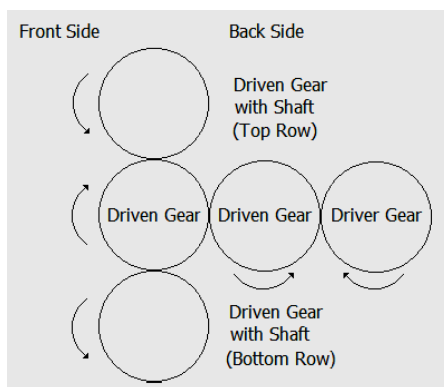 Front Side
Back Side
Driven Gear
with Shaft
(Top Row)
Driven Gear
Driven Gear
Driver Gear
Driven Gear
with Shaft
(Bottom Row)